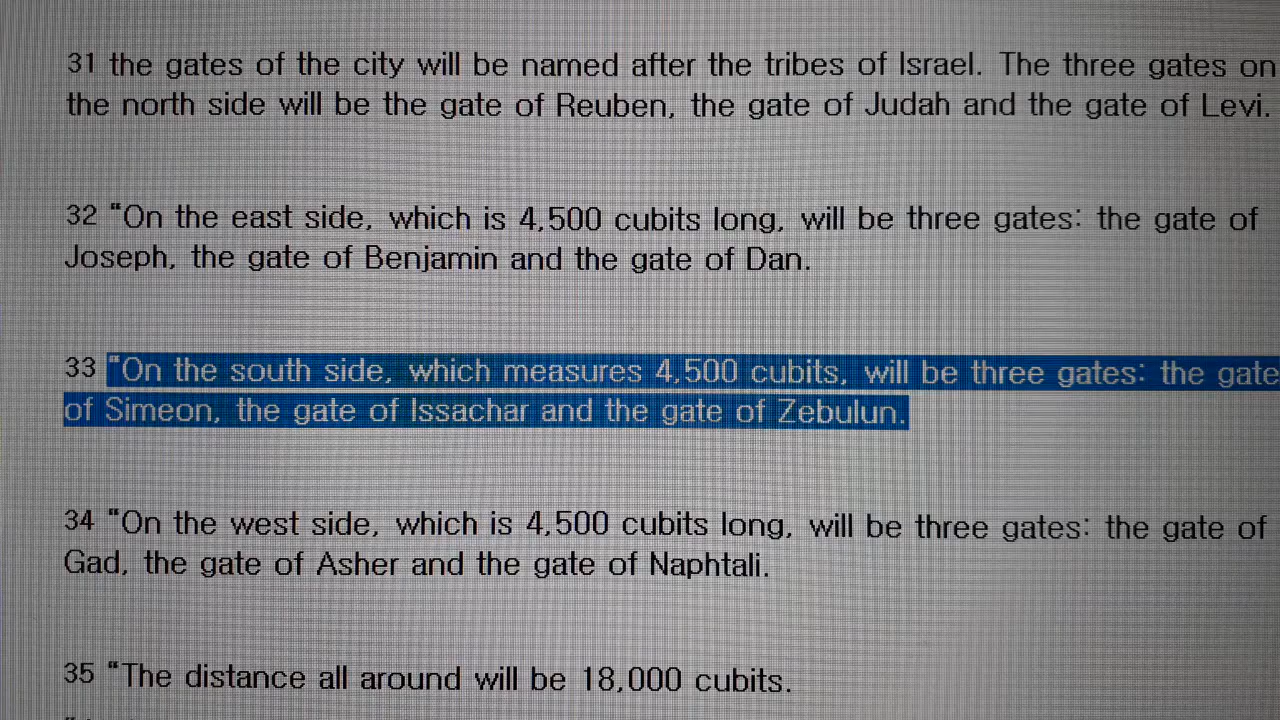 31 the gates of the city will be named after the tribes of Israel. The three gates on
the north side will be the gate of Reuben, the gate of Judah and the gate of Levi.
32 "On the east side, which is 4,500 cubits long, will be three gates: the gate of
Joseph, the gate of Benjamin and the gate of Dan.
33 "On the south side, which measures 4,500 cubits, will be three gates: the gate
of Simeon, the gate of Issachar and the gate of Zebulun.
34 "On the west side, which is 4,500 cubits long, will be three gates: the gate of
Gad, the gate of Asher and the gate of Naphtali.
35 "The distance all around will be 18,000 cubits.